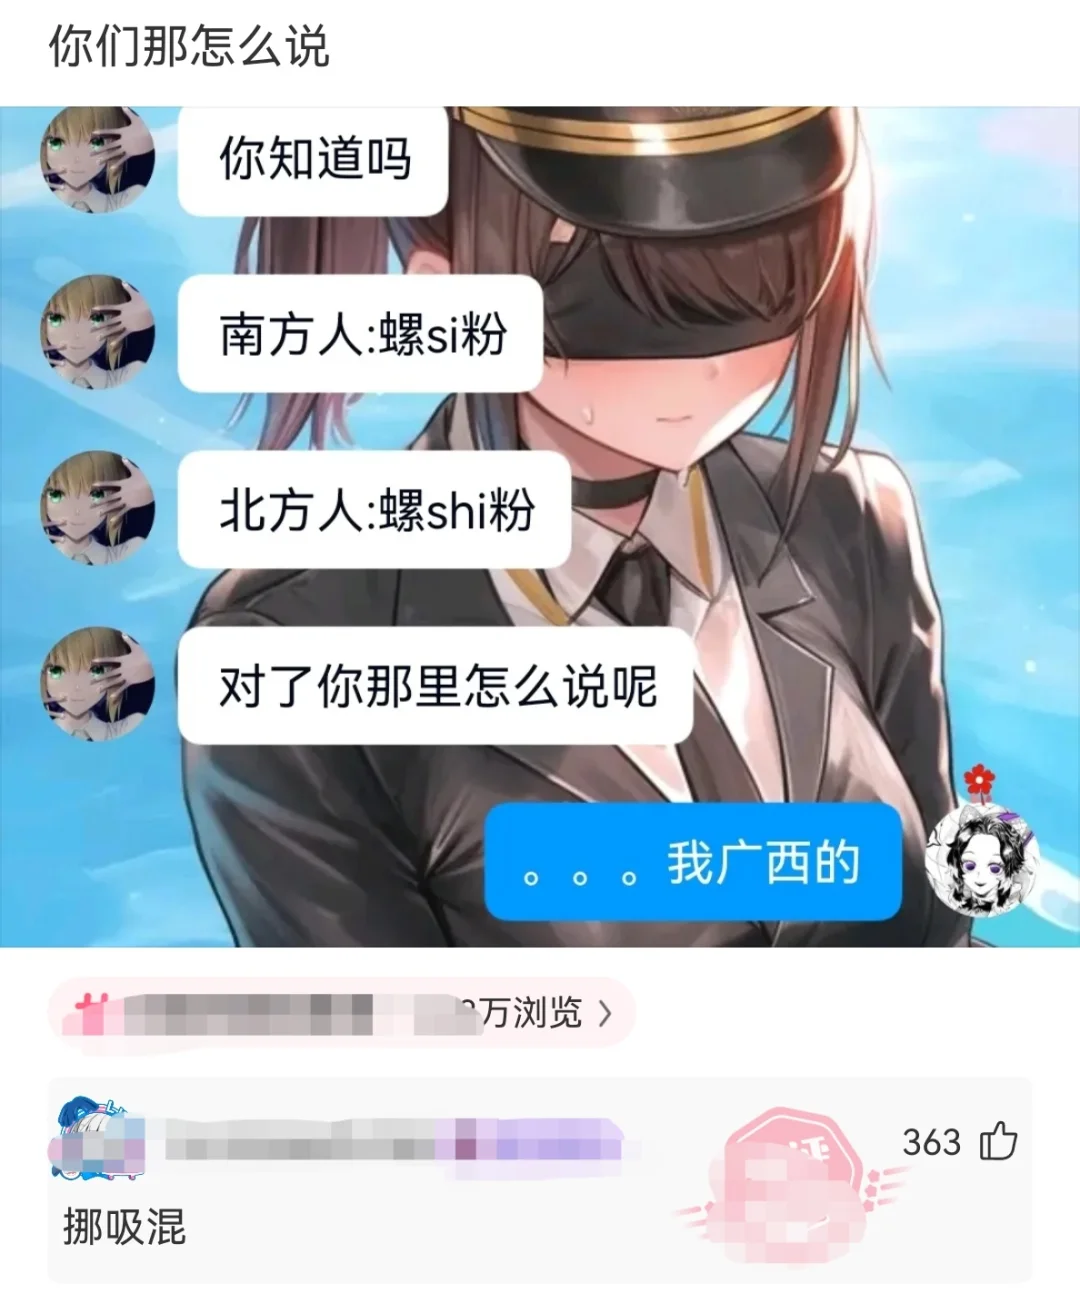 你们那怎么说
你知道吗
南方人:螺si粉
北方人:螺shi粉
对了你那里怎么说呢
。。。我广西的
万浏览
363
挪吸混